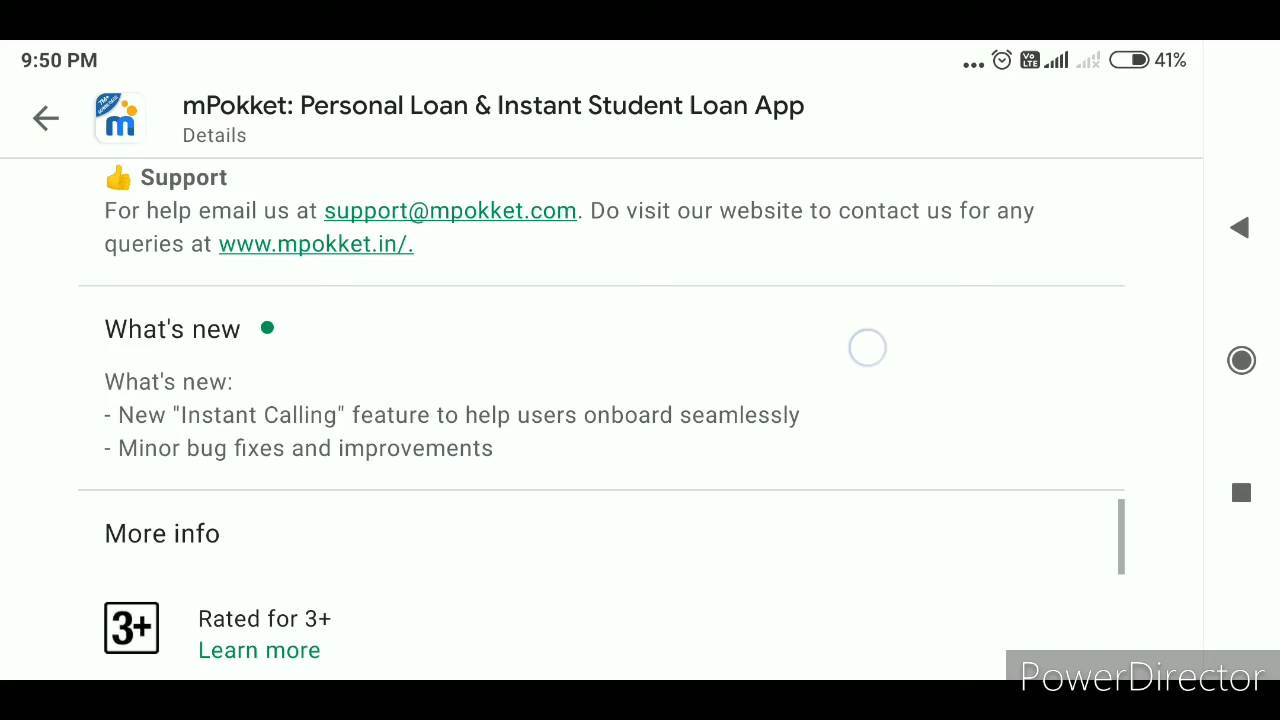 9:50 PM
Vo LTE
41%
mPokket: Personal Loan & Instant Student Loan App
m
Details
👍 Support
For help email us at support@mpokket.com. Do visit our website to contact us for any
queries at www.mpokket.in/.
What's new
What's new:
- New "Instant Calling" feature to help users onboard seamlessly
- Minor bug fixes and improvements
More info
3+
Rated for 3+
Learn more
PowerDirector